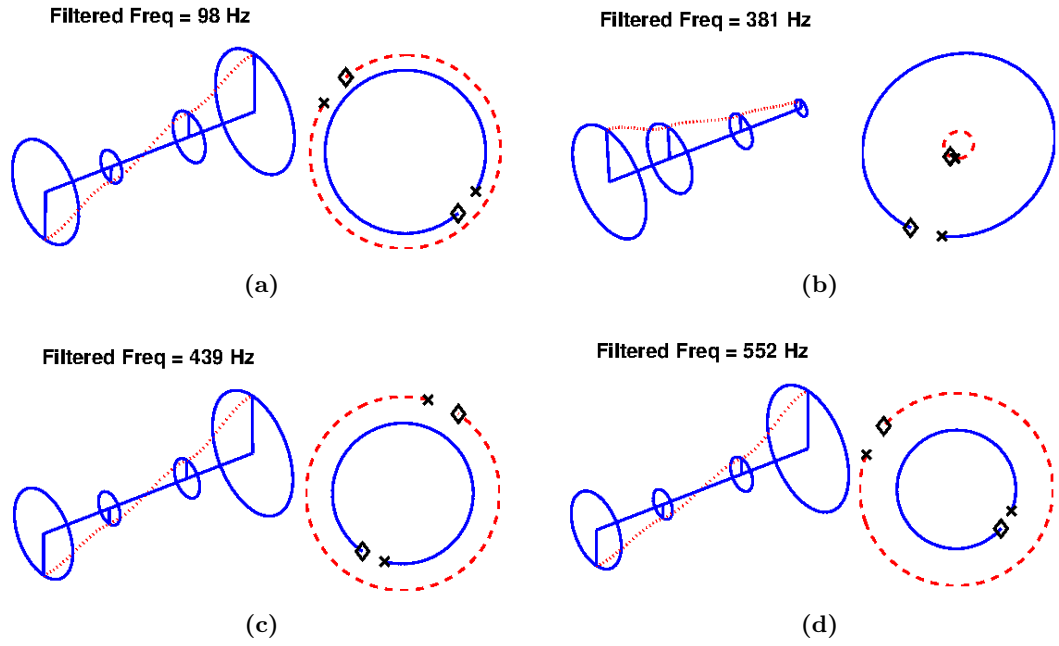 Filtered Freq = 98 Hz
Filtered Freq = 381 Hz
(a)
(b)
Filtered Freq = 439 Hz
Filtered Freq = 552 Hz
(c)
(d)